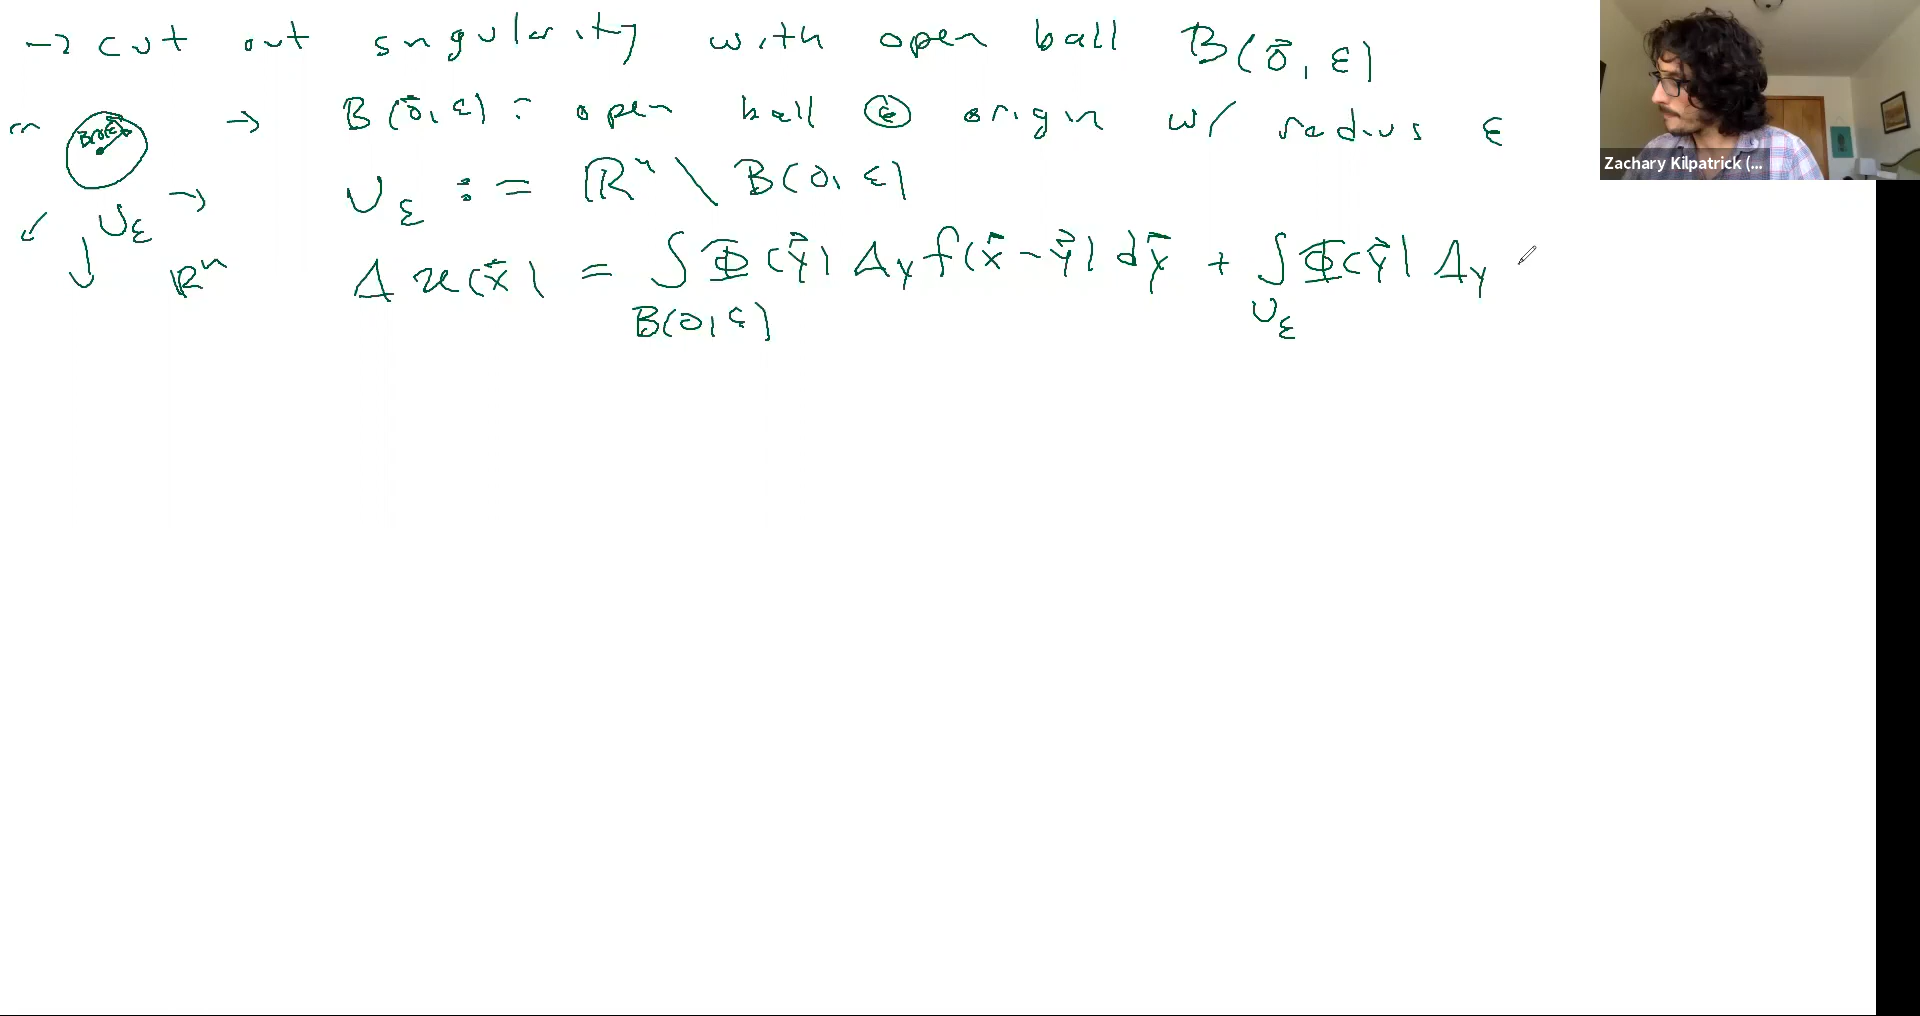 → cut out sngularity with open ball B(0⃗, ε)
B(0,ε)
→ B(0⃗, ε) : open ball @ origin w/ radius ε
U_ε := ℝⁿ \ B(0, ε)
U_ε
ℝⁿ
Δu(x⃗) = ∫_{B(0,ε)} Φ(y⃗) Δ_y f(x⃗ - y⃗) dy⃗ + ∫_{U_ε} Φ(y⃗) Δ_y
Zachary Kilpatrick (...